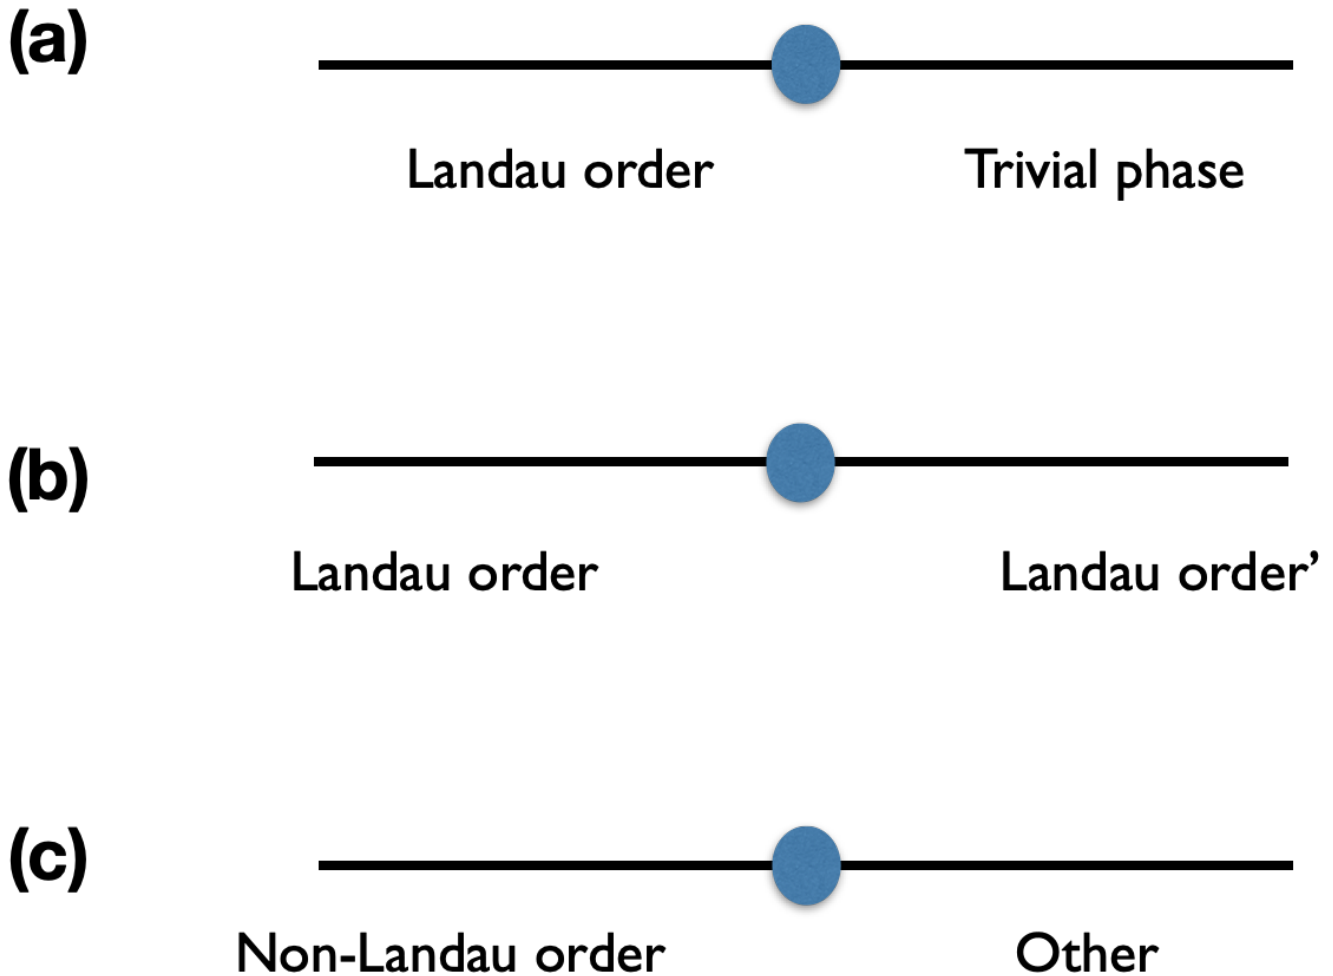 (a)
Landau order Trivial phase
(b)
Landau order Landau order’
(c)
Non-Landau order Other